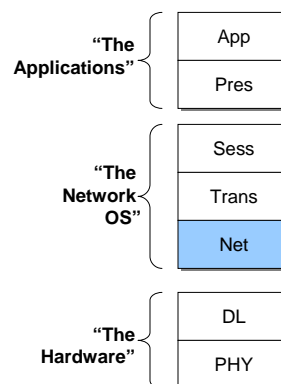 “The
Applications”
App
Pres
“The
Network
OS”
Sess
Trans
Net
“The
Hardware”
DL
PHY